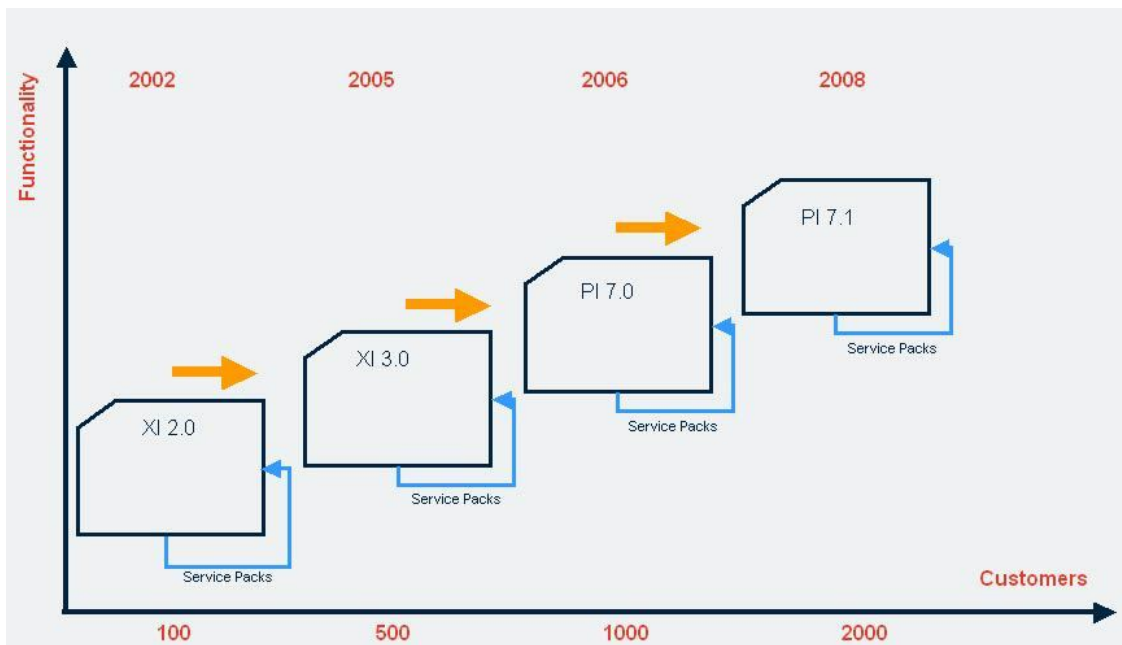 2002 2005 2006 2008
Functionality
PI 7.1
PI 7.0
Service Packs
XI 3.0
XI 2.0
Service Packs
Service Packs
Service Packs
Customers
100 500 1000 2000